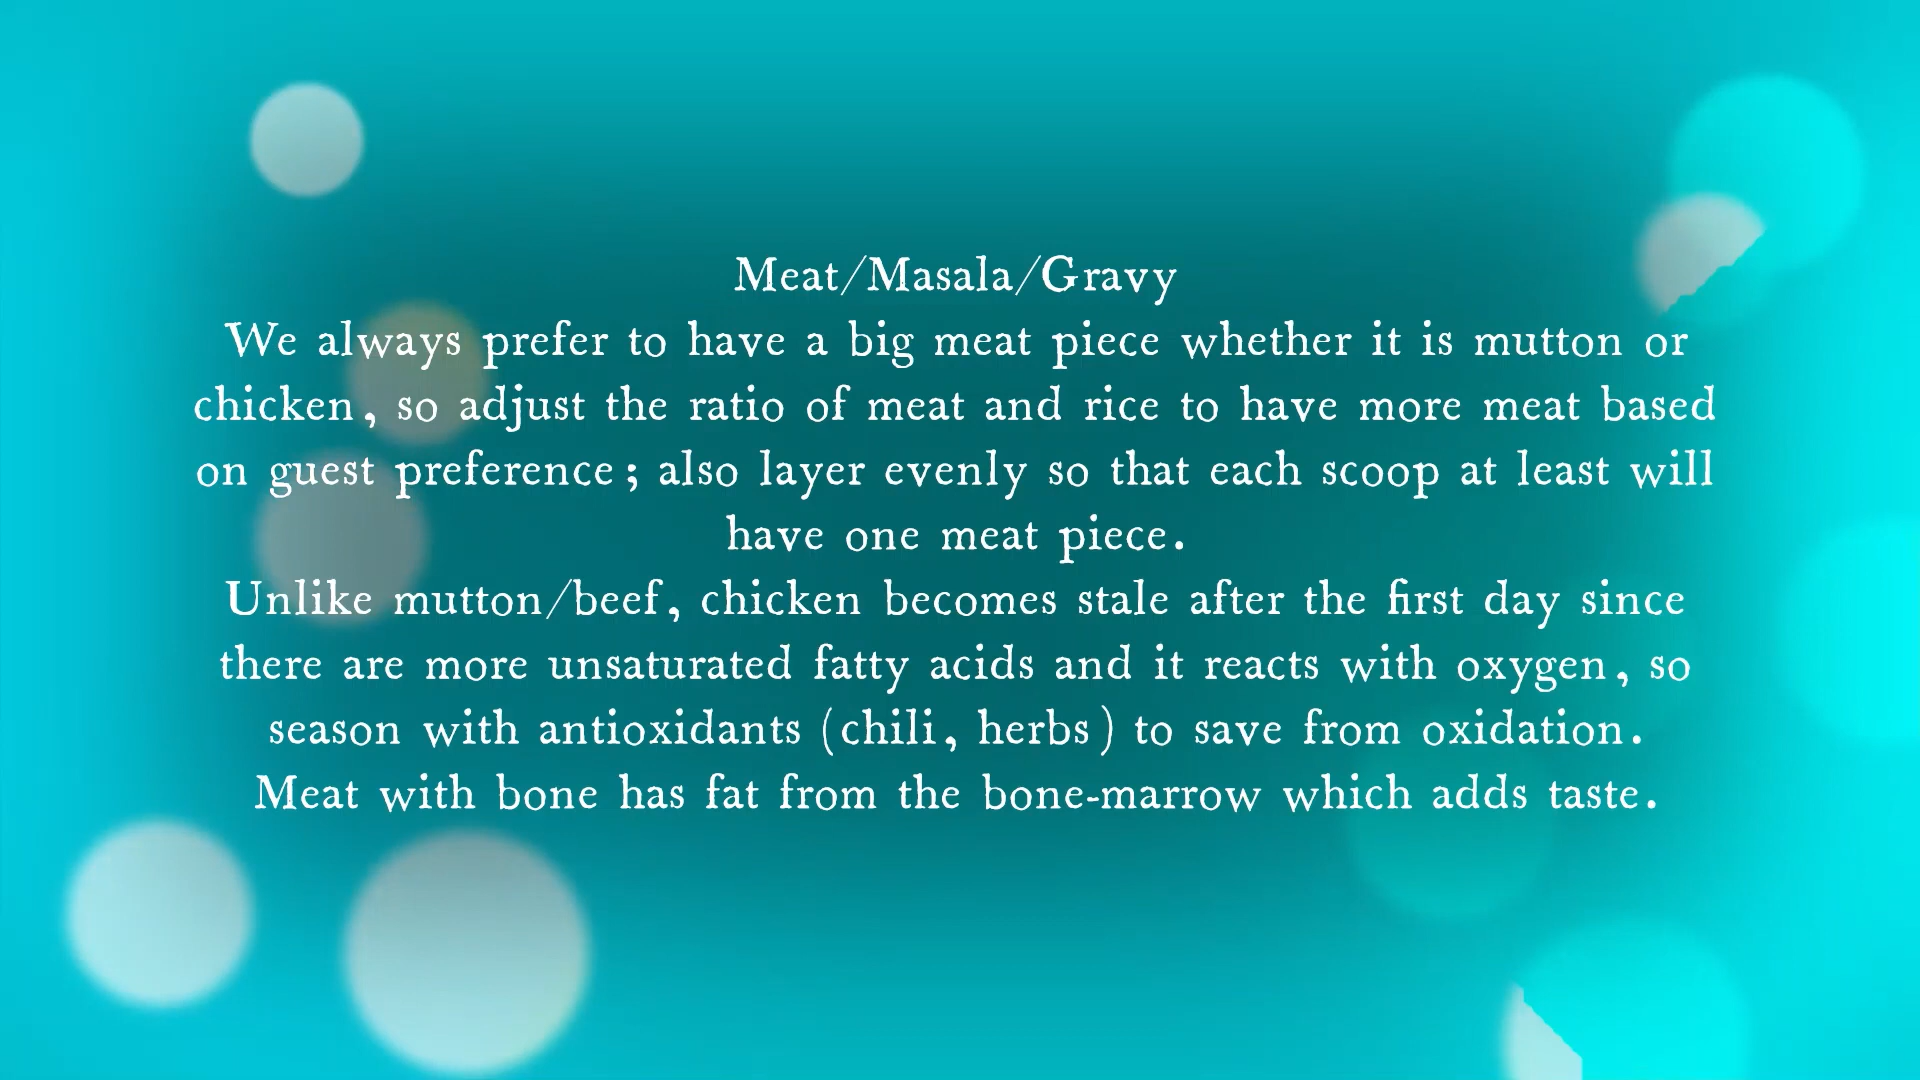 Meat/Masala/Gravy
We always prefer to have a big meat piece whether it is mutton or
chicken, so adjust the ratio of meat and rice to have more meat based
on guest preference; also layer evenly so that each scoop at least will
have one meat piece.
Unlike mutton/beef, chicken becomes stale after the first day since
there are more unsaturated fatty acids and it reacts with oxygen, so
season with antioxidants (chili, herbs) to save from oxidation.
Meat with bone has fat from the bone-marrow which adds taste.